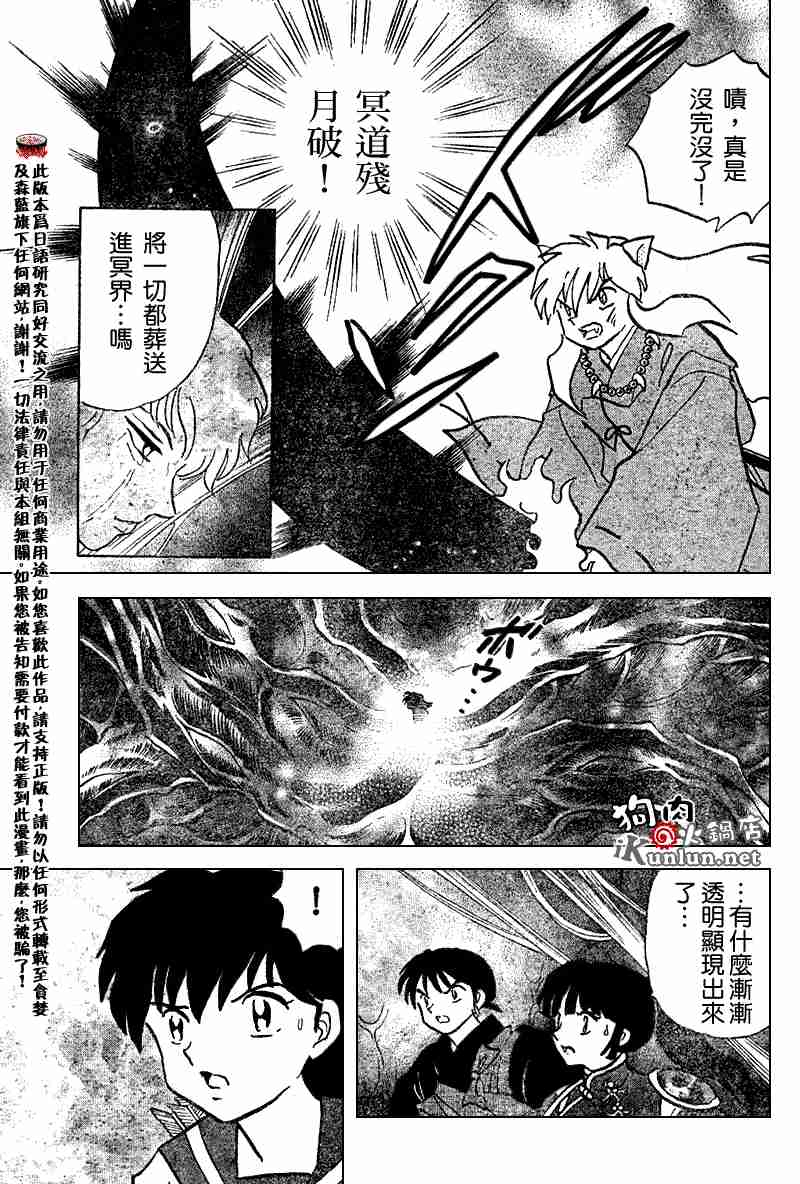 嘖，真是
沒完沒了！
冥道殘
月破！
將一切都葬送
進冥界…嗎
ボウ…
…有什麼漸漸
透明顯現出來
了…
！
狗肉火鍋店
iKunlun.net
此版本爲日語研究同好交流之用，請勿用于任何商業用途。如您喜歡此作品，請支持正版！請勿以任何形式轉載至貪婪
及森藍旗下任何網站，謝謝！一切法律責任與本組無關。如果您被告知需要付款才能看到此漫畫，那麼，您被騙了！